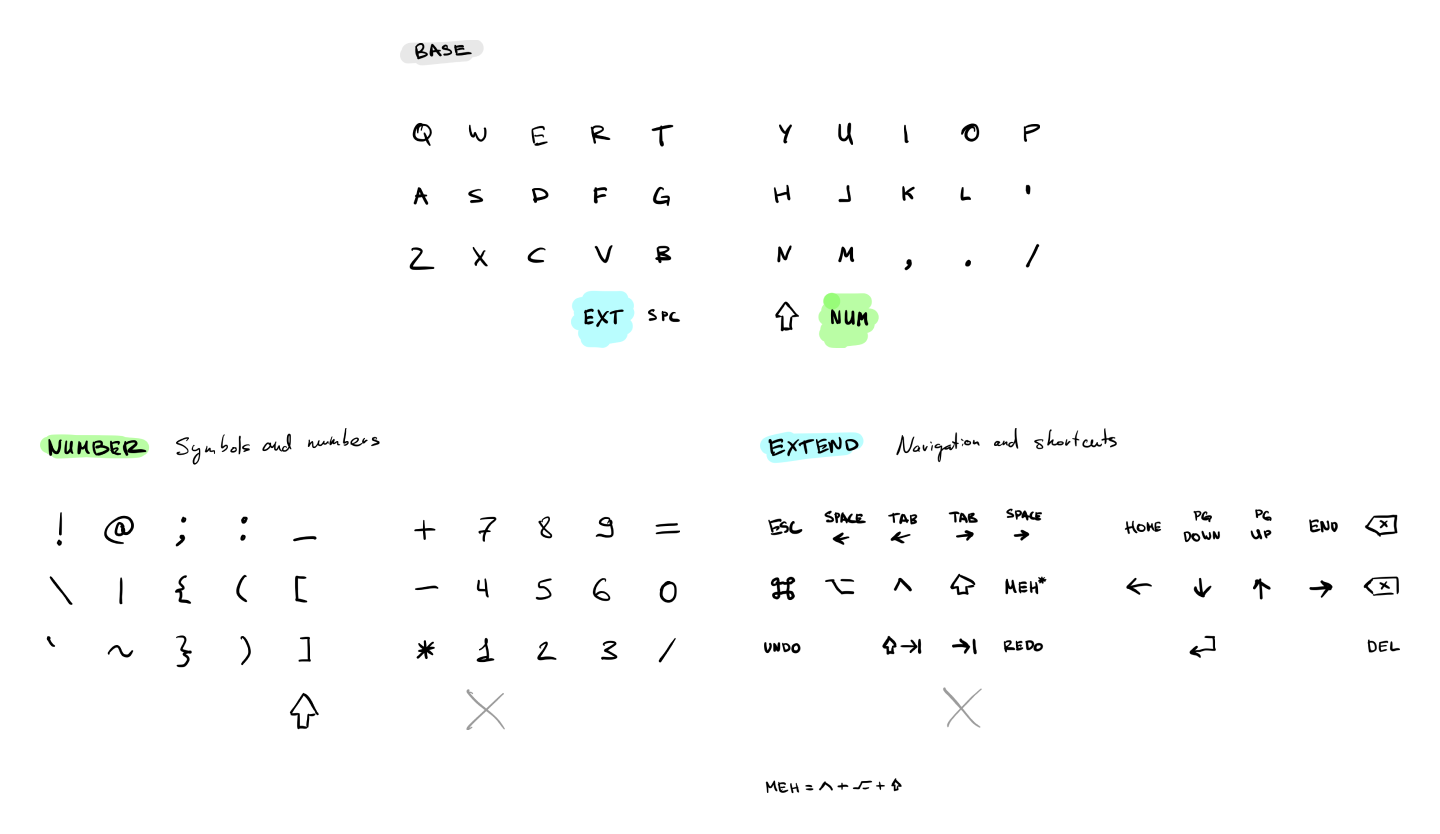 BASE
Q W E R T Y U I O P
A S D F G H J K L '
Z X C V B N M , . /
EXT SPC ⇧ NUM
NUMBER Symbols and numbers
! @ ; : _ + 7 8 9 =
\ | { ( [ - 4 5 6 0
` ~ } ) ] * 1 2 3 /
⇧
EXTEND Navigation and shortcuts
ESC SPACE ← TAB ← TAB → SPACE → HOME PG DOWN PG UP END ⌫
⌘ ⌥ ^ ⇧ MEH* ← ↓ ↑ → ⌫
UNDO ⇧→| →| REDO ↵ DEL
MEH = ^ + ⌥ + ⇧